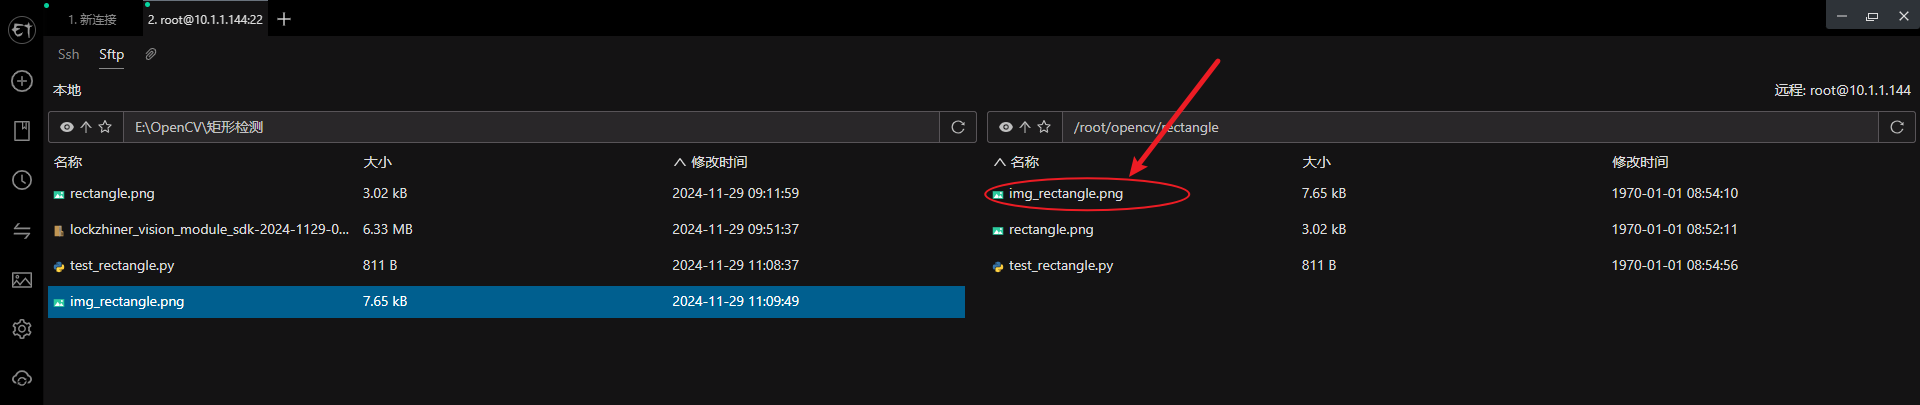 1. 新连接
2. root@10.1.1.144:22
Ssh
Sftp
本地
远程: root@10.1.1.144
E:\OpenCV\矩形检测
/root/opencv/rectangle
名称 大小 修改时间
rectangle.png 3.02 kB 2024-11-29 09:11:59
lockzhiner_vision_module_sdk-2024-1129-0... 6.33 MB 2024-11-29 09:51:37
test_rectangle.py 811 B 2024-11-29 11:08:37
img_rectangle.png 7.65 kB 2024-11-29 11:09:49
名称 大小 修改时间
img_rectangle.png 7.65 kB 1970-01-01 08:54:10
rectangle.png 3.02 kB 1970-01-01 08:52:11
test_rectangle.py 811 B 1970-01-01 08:54:56